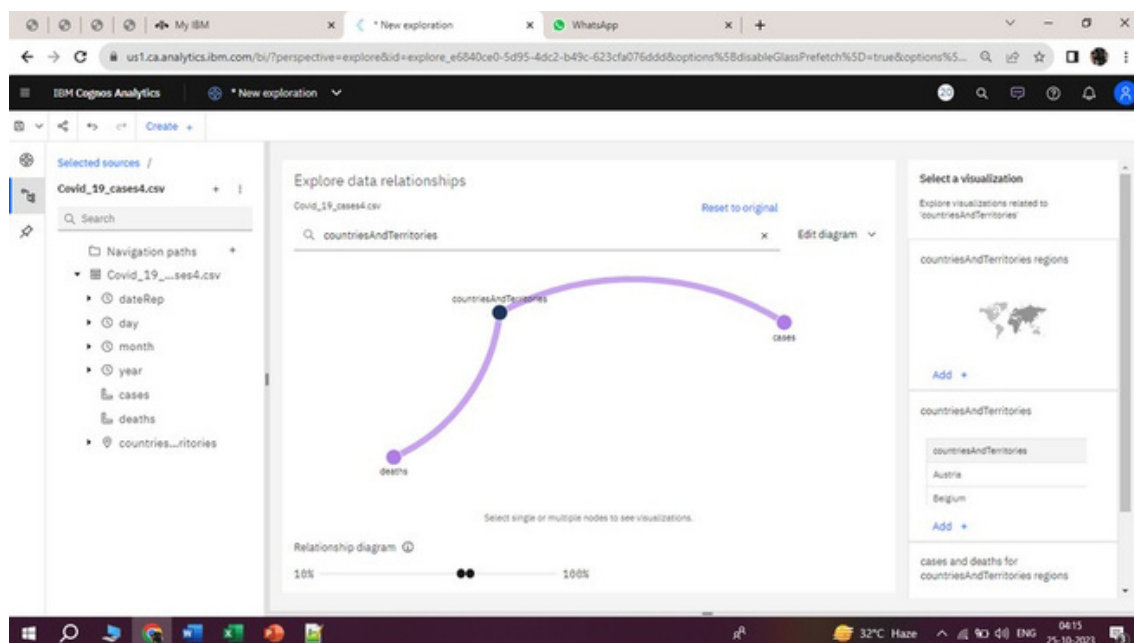 My IBM
* New exploration
WhatsApp
us1.ca.analytics.ibm.com/bi/?perspective=explore&id=explore_e6840ce0-5d95-4dc2-b49c-623cfa076ddd&options%5BdisableGlassPrefetch%5D=true&options%5...
IBM Cognos Analytics
* New exploration
20
Create +
Selected sources /
Covid_19_cases4.csv
Search
Navigation paths
Covid_19_...ses4.csv
dateRep
day
month
year
cases
deaths
countries...ritories
Explore data relationships
Covid_19_cases4.csv
Reset to original
countriesAndTerritories
Edit diagram
countriesAndTerritories
cases
deaths
Select single or multiple nodes to see visualizations.
Relationship diagram
10%
100%
Select a visualization
Explore visualizations related to
'countriesAndTerritories'
countriesAndTerritories regions
Add +
countriesAndTerritories
countriesAndTerritories
Austria
Belgium
Add +
cases and deaths for
countriesAndTerritories regions
32°C Haze
ENG
04:15
25-10-2023